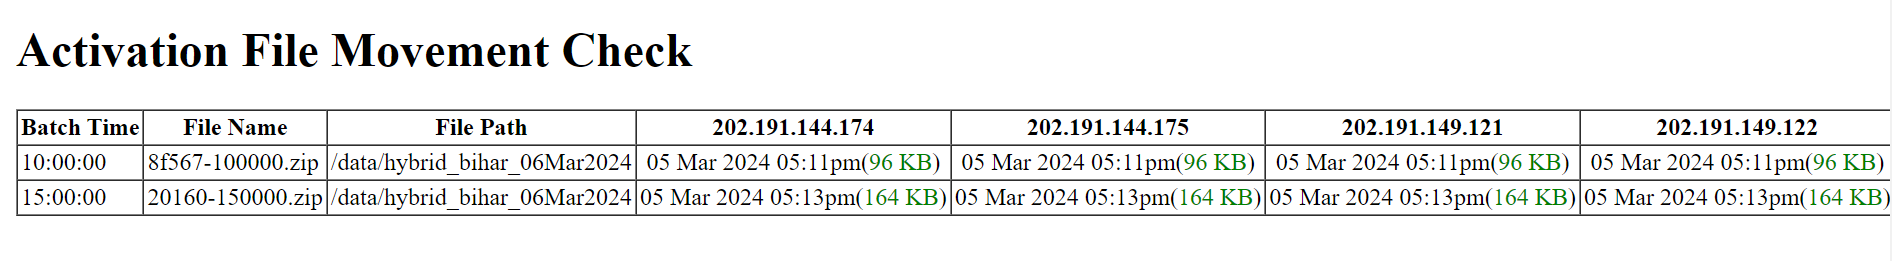 Activation File Movement Check
Batch Time File Name File Path 202.191.144.174 202.191.144.175 202.191.149.121 202.191.149.122
10:00:00 8f567-100000.zip /data/hybrid_bihar_06Mar2024 05 Mar 2024 05:11pm(96 KB) 05 Mar 2024 05:11pm(96 KB) 05 Mar 2024 05:11pm(96 KB) 05 Mar 2024 05:11pm(96 KB)
15:00:00 20160-150000.zip /data/hybrid_bihar_06Mar2024 05 Mar 2024 05:13pm(164 KB) 05 Mar 2024 05:13pm(164 KB) 05 Mar 2024 05:13pm(164 KB) 05 Mar 2024 05:13pm(164 KB)